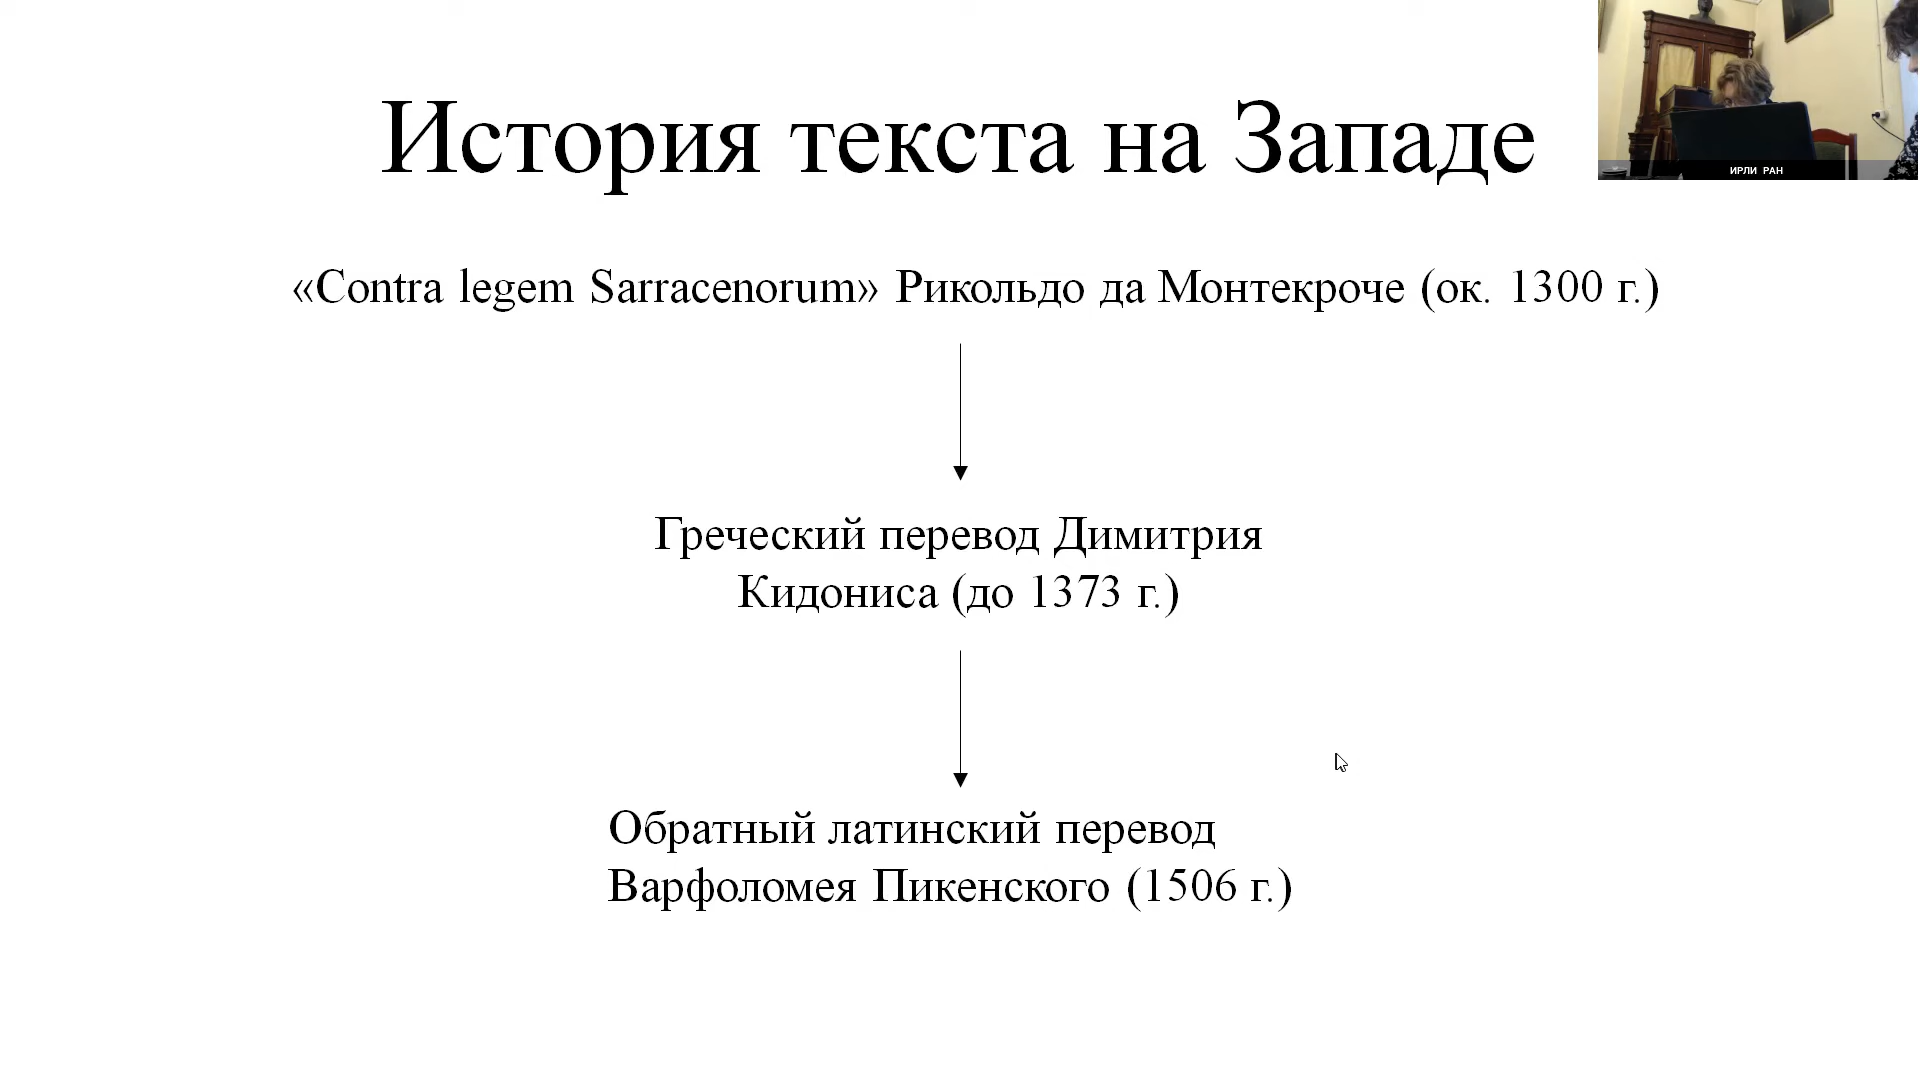 История текста на Западе
ИРЛИ РАН
«Contra legem Sarracenorum» Рикольдо да Монтекроче (ок. 1300 г.)
Греческий перевод Димитрия
Кидониса (до 1373 г.)
Обратный латинский перевод
Варфоломея Пикенского (1506 г.)